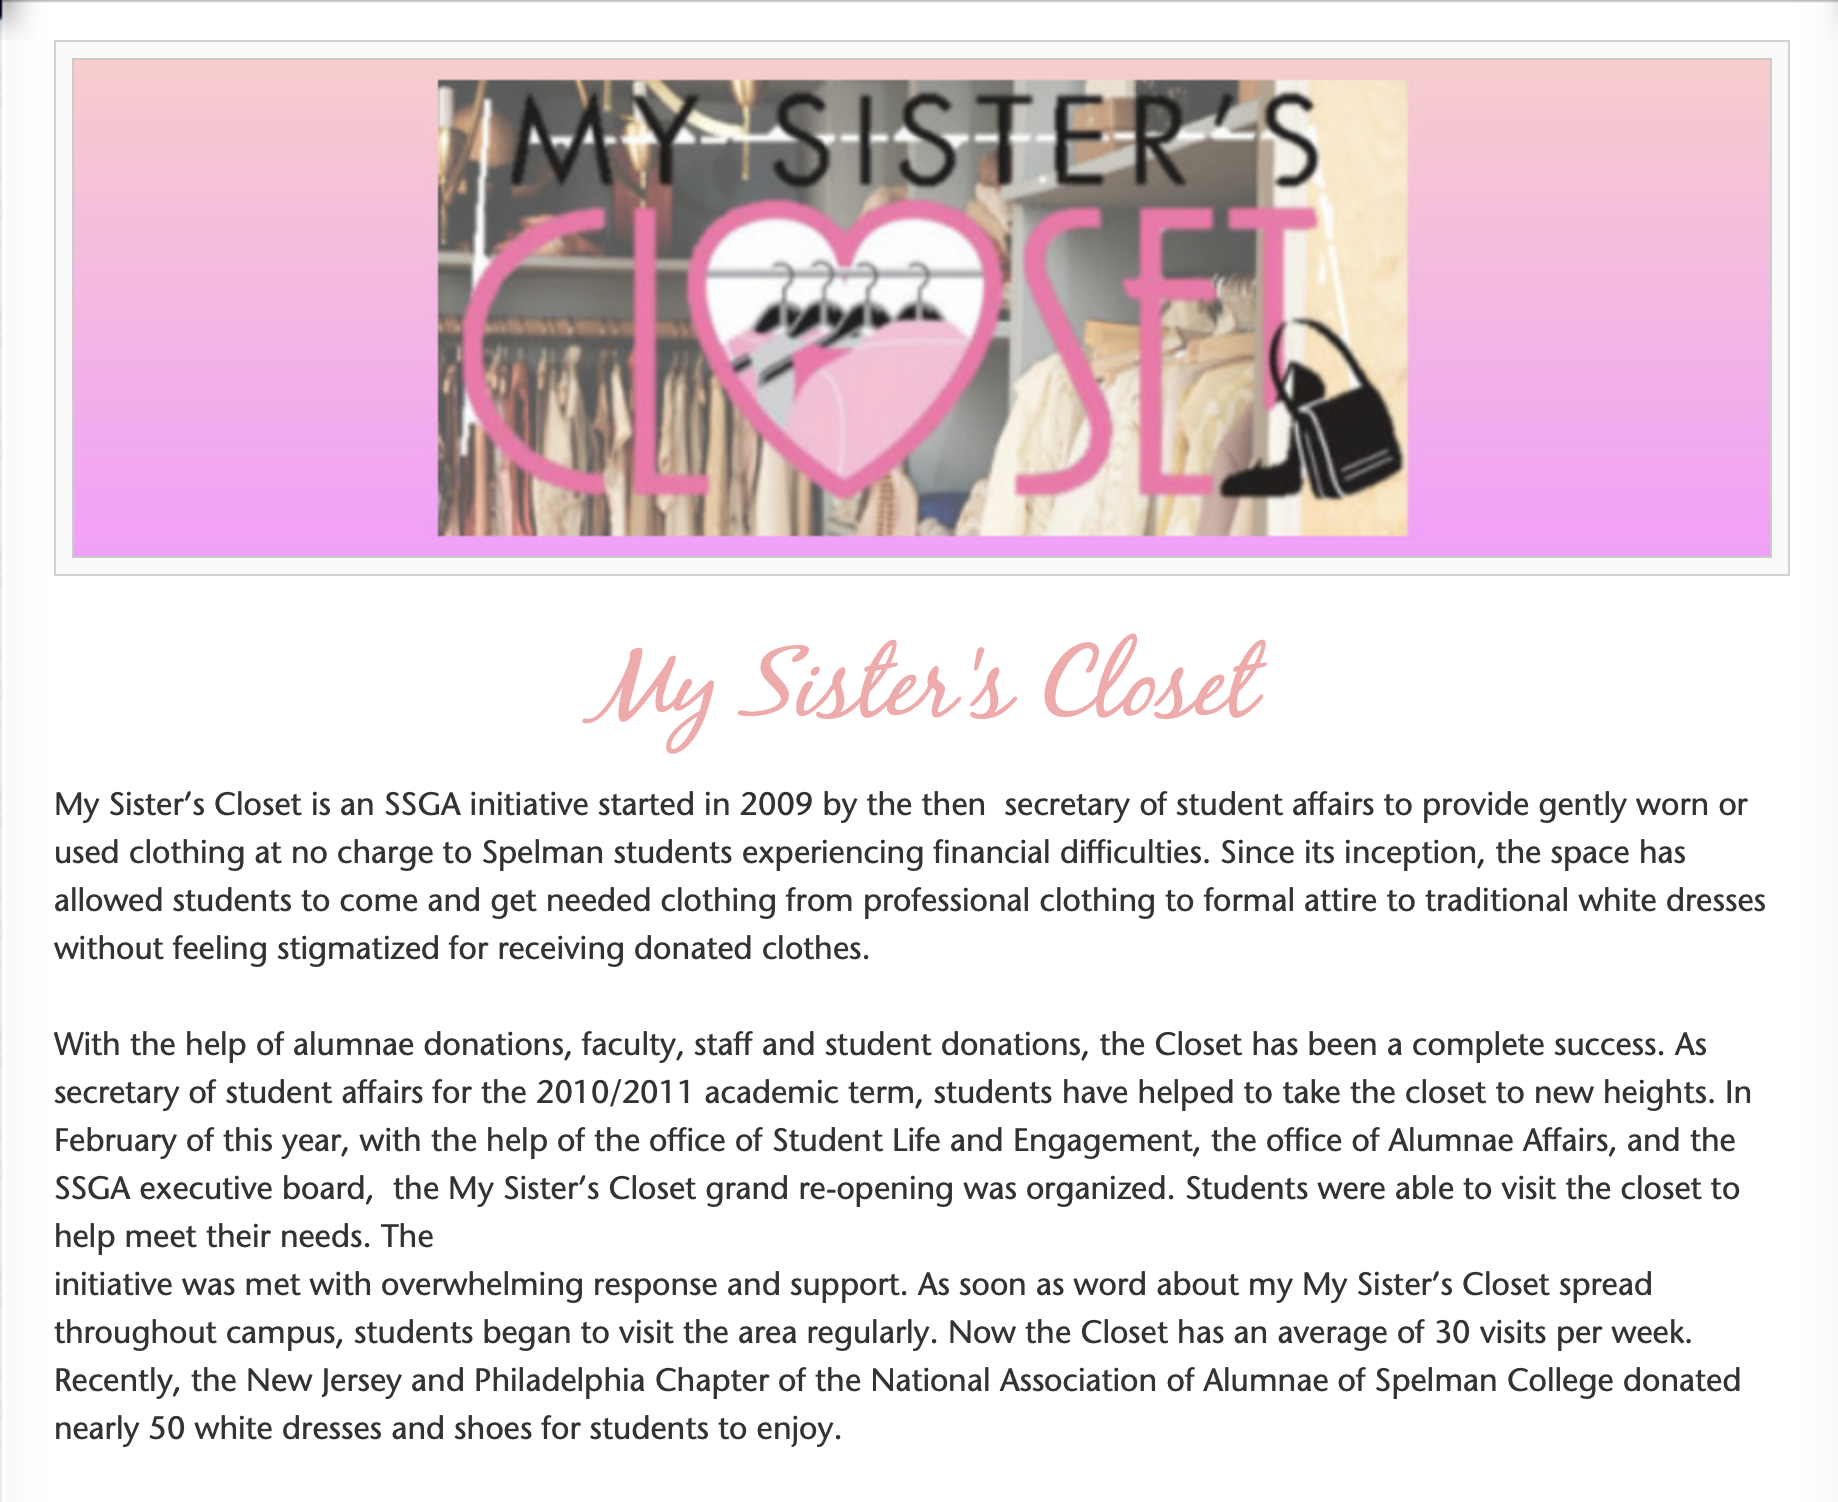 MY SISTER'S
CLOSET
My Sister's Closet
My Sister’s Closet is an SSGA initiative started in 2009 by the then  secretary of student affairs to provide gently worn or
used clothing at no charge to Spelman students experiencing financial difficulties. Since its inception, the space has
allowed students to come and get needed clothing from professional clothing to formal attire to traditional white dresses
without feeling stigmatized for receiving donated clothes.
With the help of alumnae donations, faculty, staff and student donations, the Closet has been a complete success. As
secretary of student affairs for the 2010/2011 academic term, students have helped to take the closet to new heights. In
February of this year, with the help of the office of Student Life and Engagement, the office of Alumnae Affairs, and the
SSGA executive board,  the My Sister’s Closet grand re-opening was organized. Students were able to visit the closet to
help meet their needs. The
initiative was met with overwhelming response and support. As soon as word about my My Sister’s Closet spread
throughout campus, students began to visit the area regularly. Now the Closet has an average of 30 visits per week.
Recently, the New Jersey and Philadelphia Chapter of the National Association of Alumnae of Spelman College donated
nearly 50 white dresses and shoes for students to enjoy.